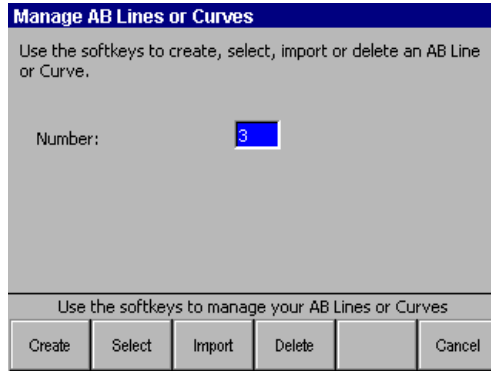 Manage AB Lines or Curves
Use the softkeys to create, select, import or delete an AB Line
or Curve.
Number: 3
Use the softkeys to manage your AB Lines or Curves
Create Select Import Delete Cancel